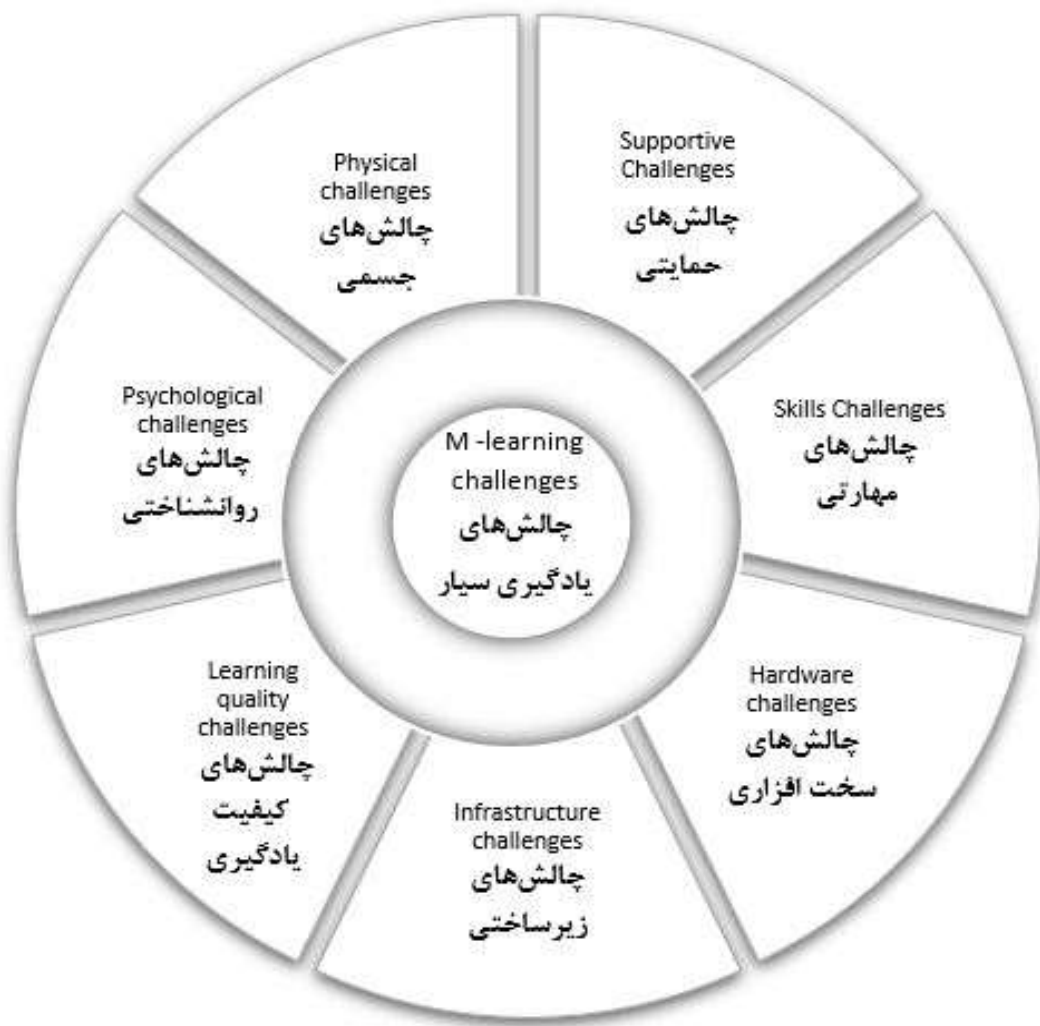 M -learning
challenges
چالش‌های
یادگیری سیار
Supportive
Challenges
چالش‌های
حمایتی
Skills Challenges
چالش‌های
مهارتی
Hardware
challenges
چالش‌های
سخت افزاری
Infrastructure
challenges
چالش‌های
زیرساختی
Learning
quality
challenges
چالش‌های
کیفیت
یادگیری
Psychological
challenges
چالش‌های
روانشناختی
Physical
challenges
چالش‌های
جسمی